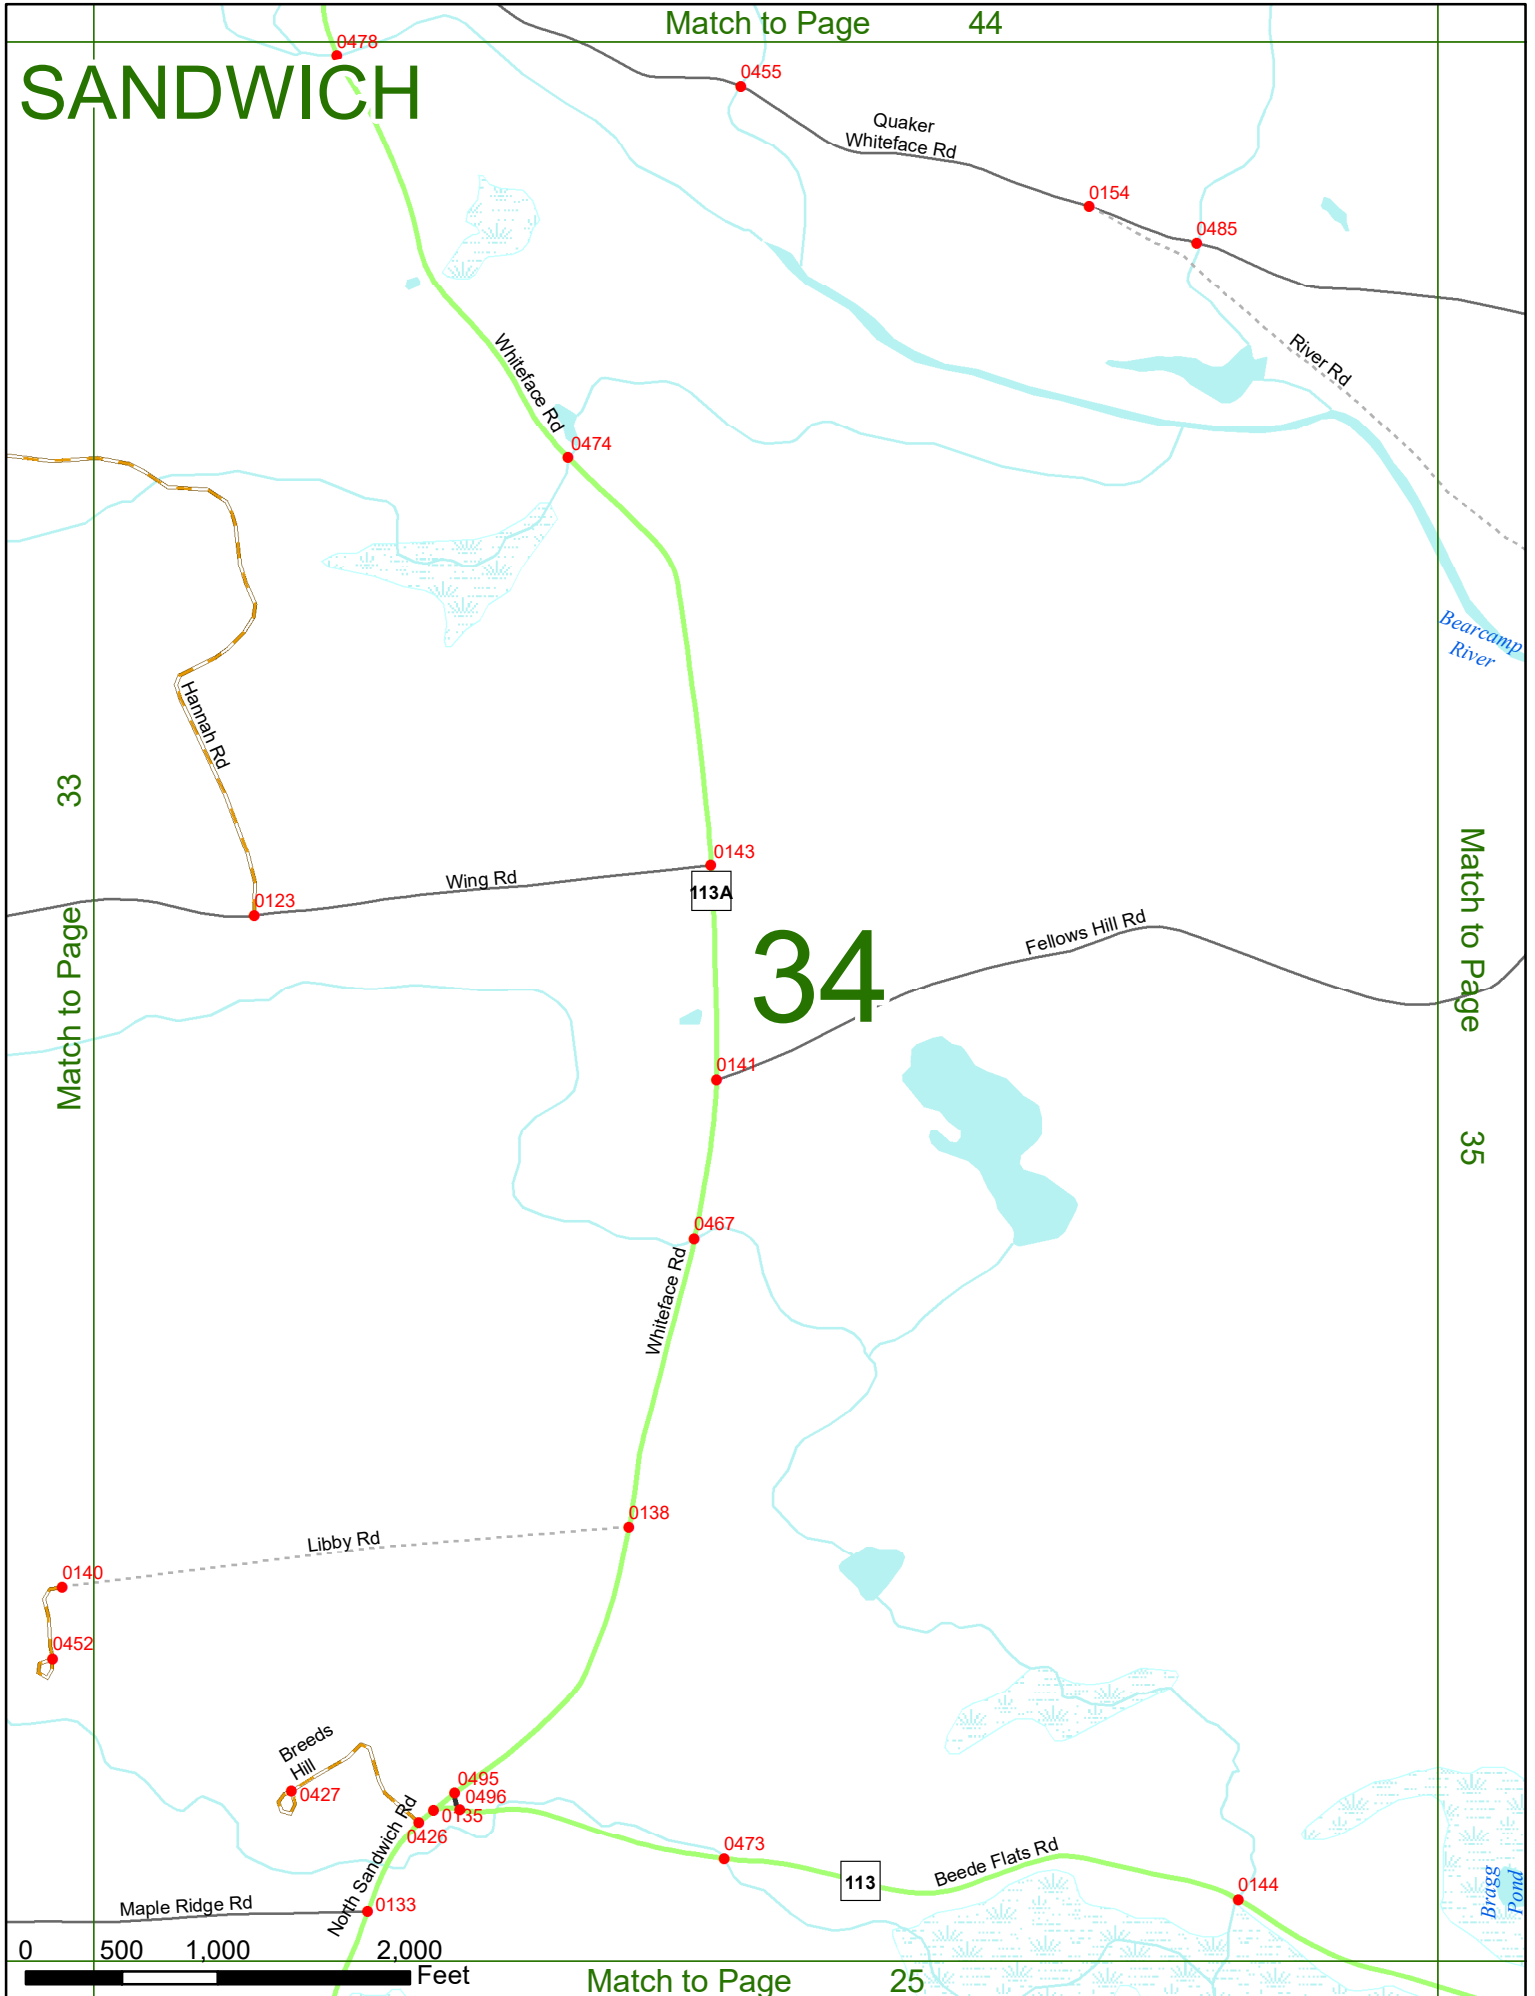 Match to Page 44
0478
SANDWICH
0455
Quaker
Whiteface Rd
0154
0485
Whiteface Rd
River Rd
0474
Bearcamp
River
Hannah Rd
Match to Page 33
0143
Wing Rd
113A
0123
34
Fellows Hill Rd
Match to Page 35
0141
0467
Whiteface Rd
0138
Libby Rd
0140
0452
Breeds
Hill
0427
0495
0496
0135
0426
North Sandwich Rd
0473
Beede Flats Rd
113
0144
Bragg
Pond
Maple Ridge Rd
0133
0 500 1,000 2,000
Feet
Match to Page 25